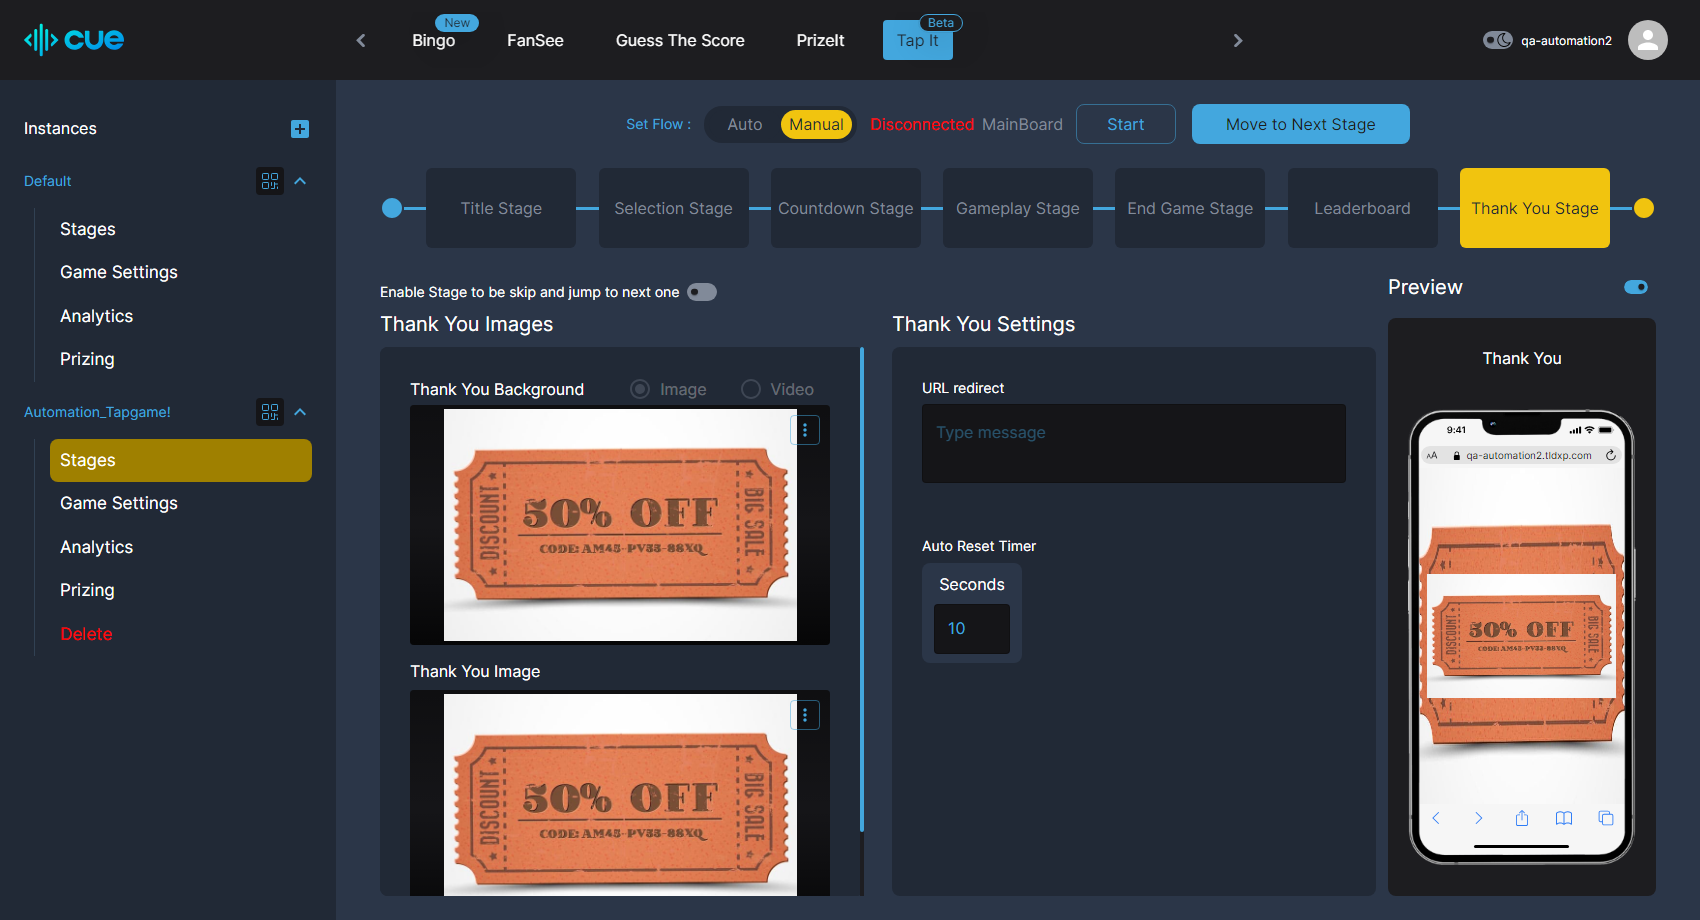 cue
New
Bingo
FanSee
Guess The Score
PrizeIt
Beta
Tap It
qa-automation2
Instances
Default
Stages
Game Settings
Analytics
Prizing
Automation_Tapgame!
Stages
Game Settings
Analytics
Prizing
Delete
Set Flow :
Auto
Manual
Disconnected MainBoard
Start
Move to Next Stage
Title Stage
Selection Stage
Countdown Stage
Gameplay Stage
End Game Stage
Leaderboard
Thank You Stage
Enable Stage to be skip and jump to next one
Thank You Images
Thank You Background
Image
Video
DISCOUNT
50% OFF
CODE: AM45-PV33-88XQ
BIG SALE
Thank You Image
DISCOUNT
50% OFF
CODE: AM45-PV33-88XQ
BIG SALE
Thank You Settings
URL redirect
Type message
Auto Reset Timer
Seconds
10
Preview
Thank You
9:41
AA
qa-automation2.tldxp.com
DISCOUNT
50% OFF
CODE: AM45-PV33-88XQ
BIG SALE